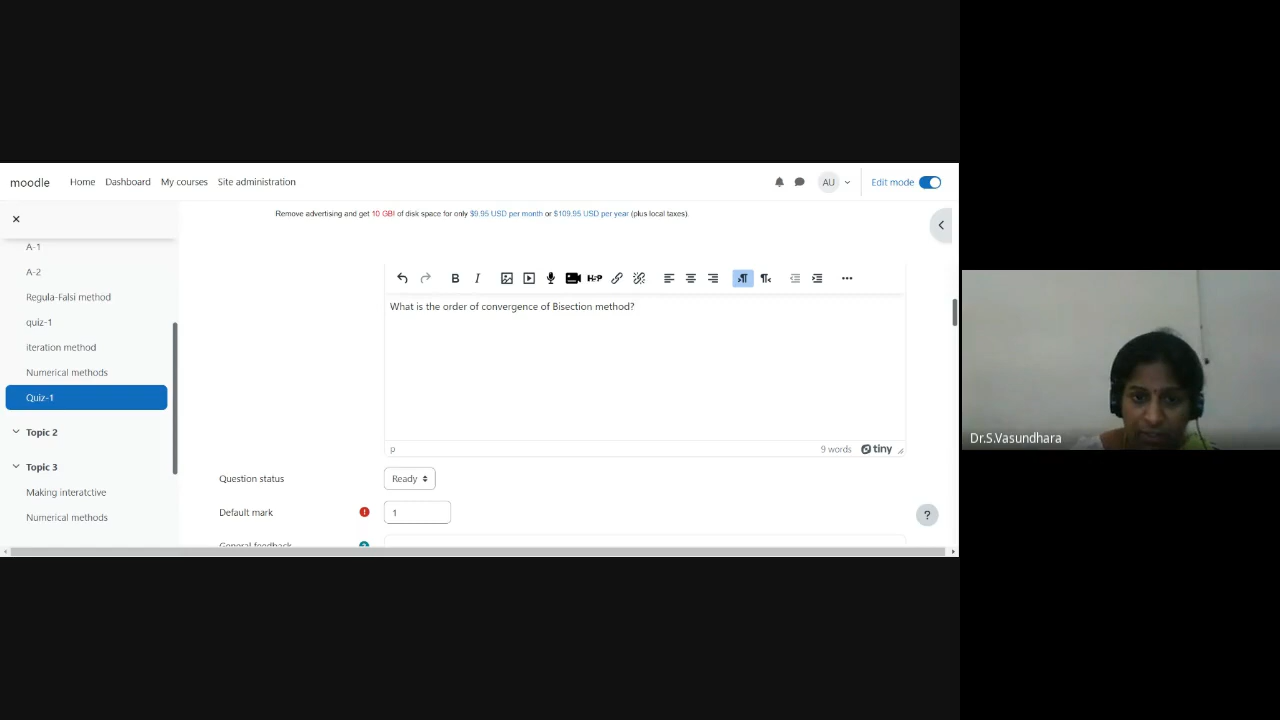 moodle Home Dashboard My courses Site administration AU Edit mode
Remove advertising and get 10 GB! of disk space for only $9.95 USD per month or $109.95 USD per year (plus local taxes).
A-1
A-2
Regula-Falsi method
quiz-1
iteration method
Numerical methods
Quiz-1
Topic 2
Topic 3
Making interatctive
Numerical methods
B I H-P
What is the order of convergence of Bisection method?
p 9 words tiny
Question status Ready
Default mark 1
General feedback
?
Dr.S.Vasundhara